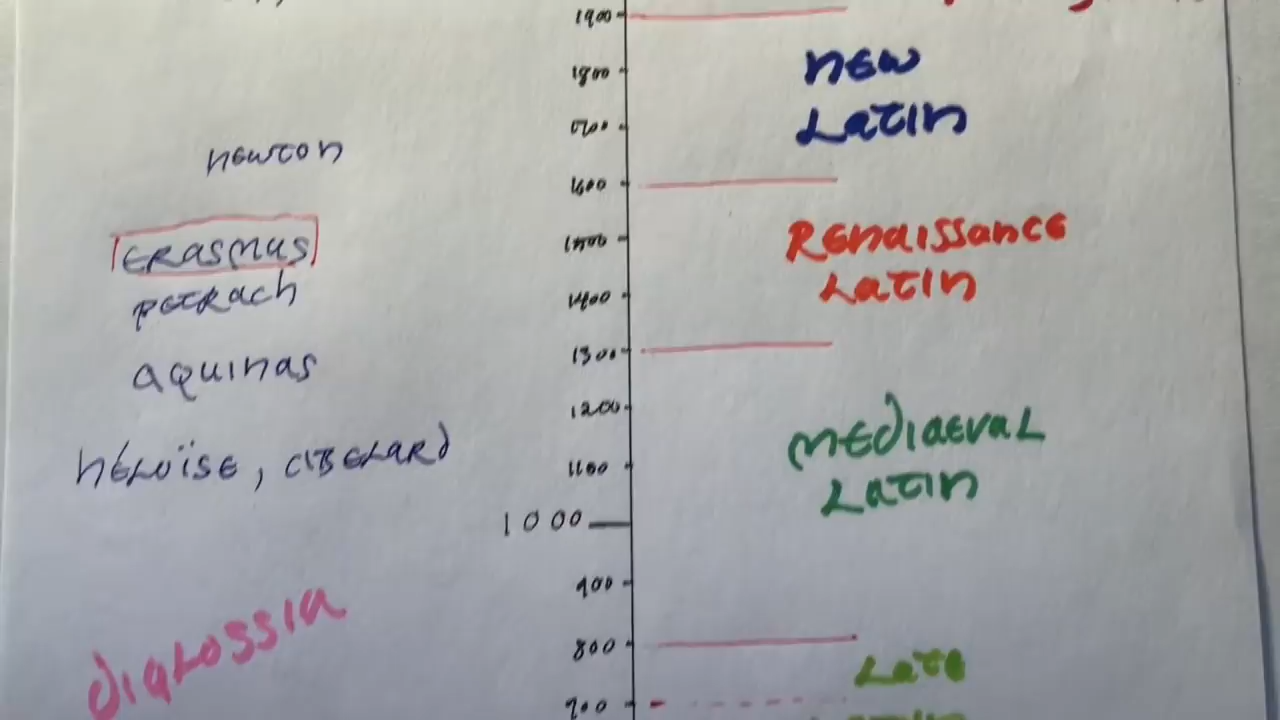 1900
1800
NEW
LATIN
1700
NEWTON
1600
RENAISSANCE
LATIN
ERASMUS
1500
PETRACH
1400
AQUINAS
1300
1200
MEDIAEVAL
LATIN
HÉLOÏSE, ABELARD
1100
1000
900
DIGLOSSIA
800
LATE
700